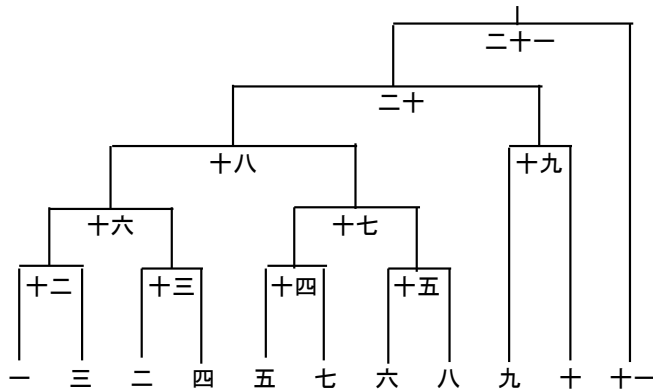 二十一
二十
十八 十九
十六 十七
十二 十三 十四 十五
一 三 二 四 五 七 六 八 九 十 十一